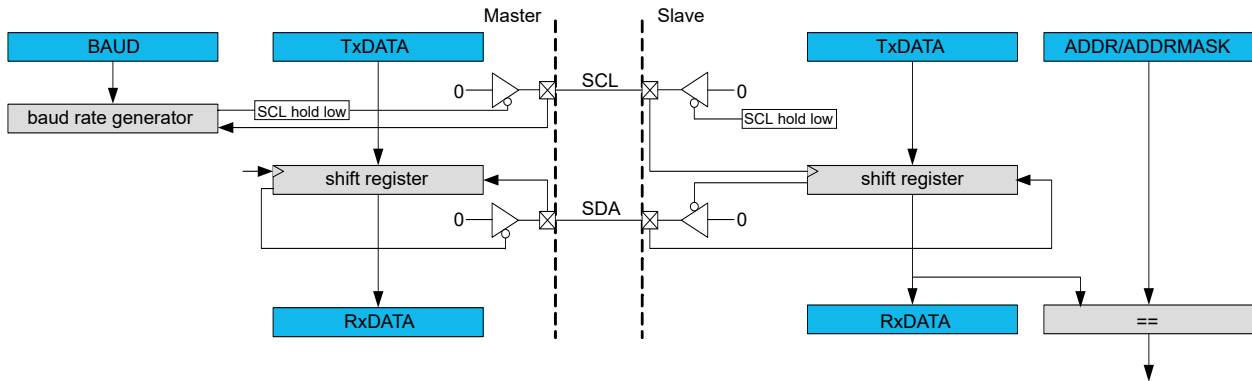 Master Slave
BAUD TxDATA TxDATA ADDR/ADDRMASK
0 SCL 0
SCL hold low SCL hold low
baud rate generator
shift register shift register
0 SDA 0
RxDATA RxDATA ==